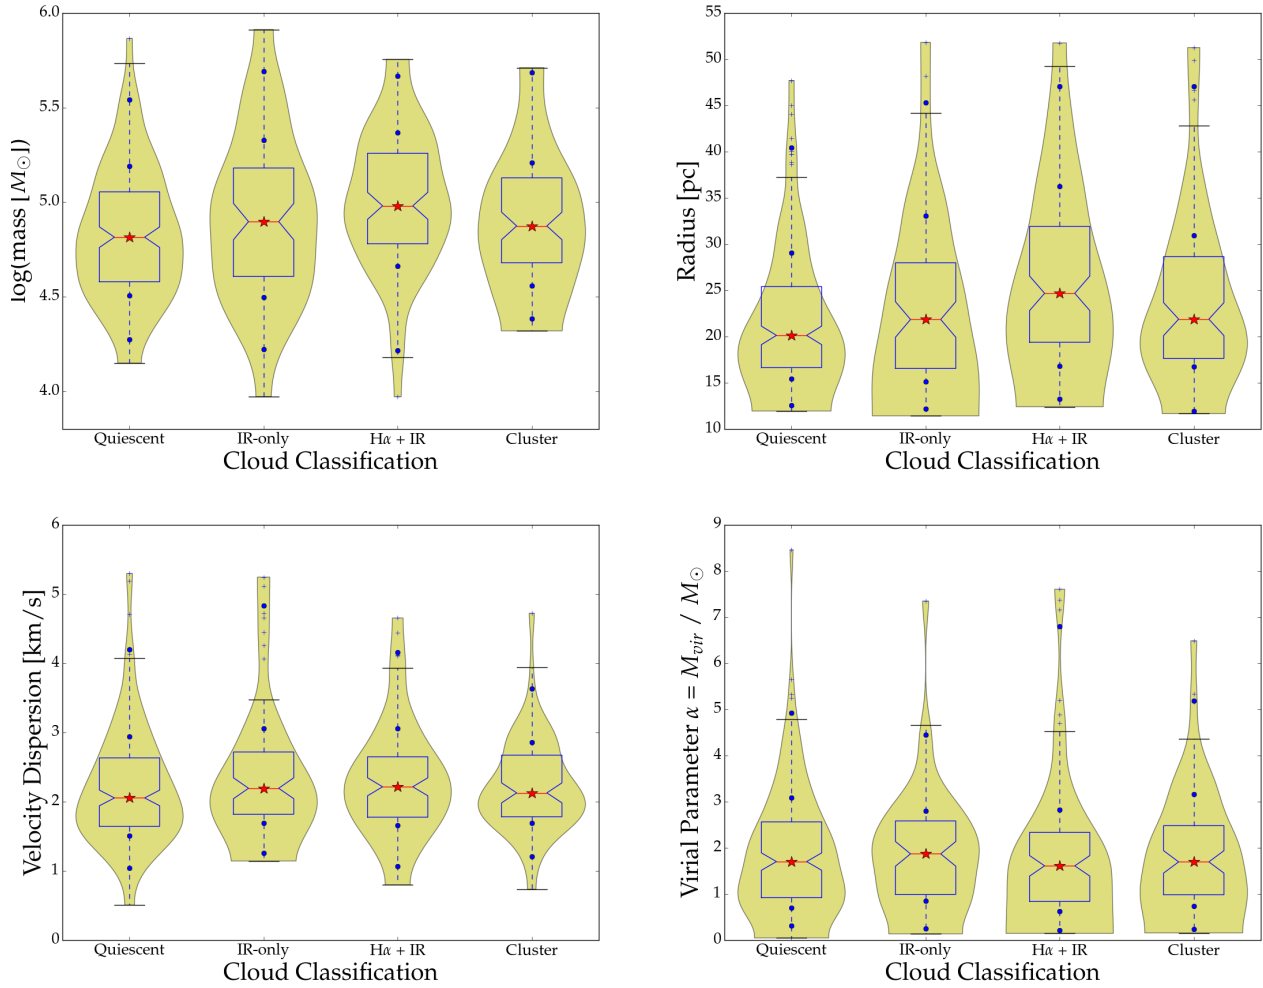 6.0
5.5
5.0
4.5
4.0
log(mass [M⊙])
Quiescent IR-only Hα + IR Cluster
Cloud Classification
55
50
45
40
35
30
25
20
15
10
Radius [pc]
Quiescent IR-only Hα + IR Cluster
Cloud Classification
6
5
4
3
2
1
0
Velocity Dispersion [km/s]
Quiescent IR-only Hα + IR Cluster
Cloud Classification
9
8
7
6
5
4
3
2
1
0
Virial Parameter α = Mvir / M⊙
Quiescent IR-only Hα + IR Cluster
Cloud Classification